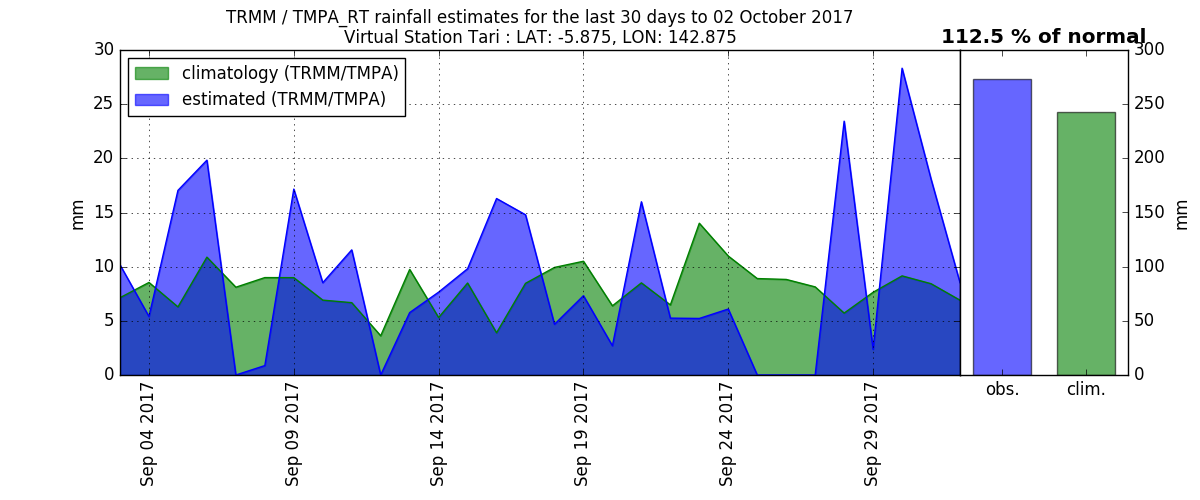 TRMM / TMPA_RT rainfall estimates for the last 30 days to 02 October 2017
Virtual Station Tari : LAT: -5.875, LON: 142.875
112.5 % of normal
climatology (TRMM/TMPA)
estimated (TRMM/TMPA)
30
25
20
15
10
5
0
mm
Sep 04 2017
Sep 09 2017
Sep 14 2017
Sep 19 2017
Sep 24 2017
Sep 29 2017
300
250
200
150
100
50
0
mm
obs.
clim.